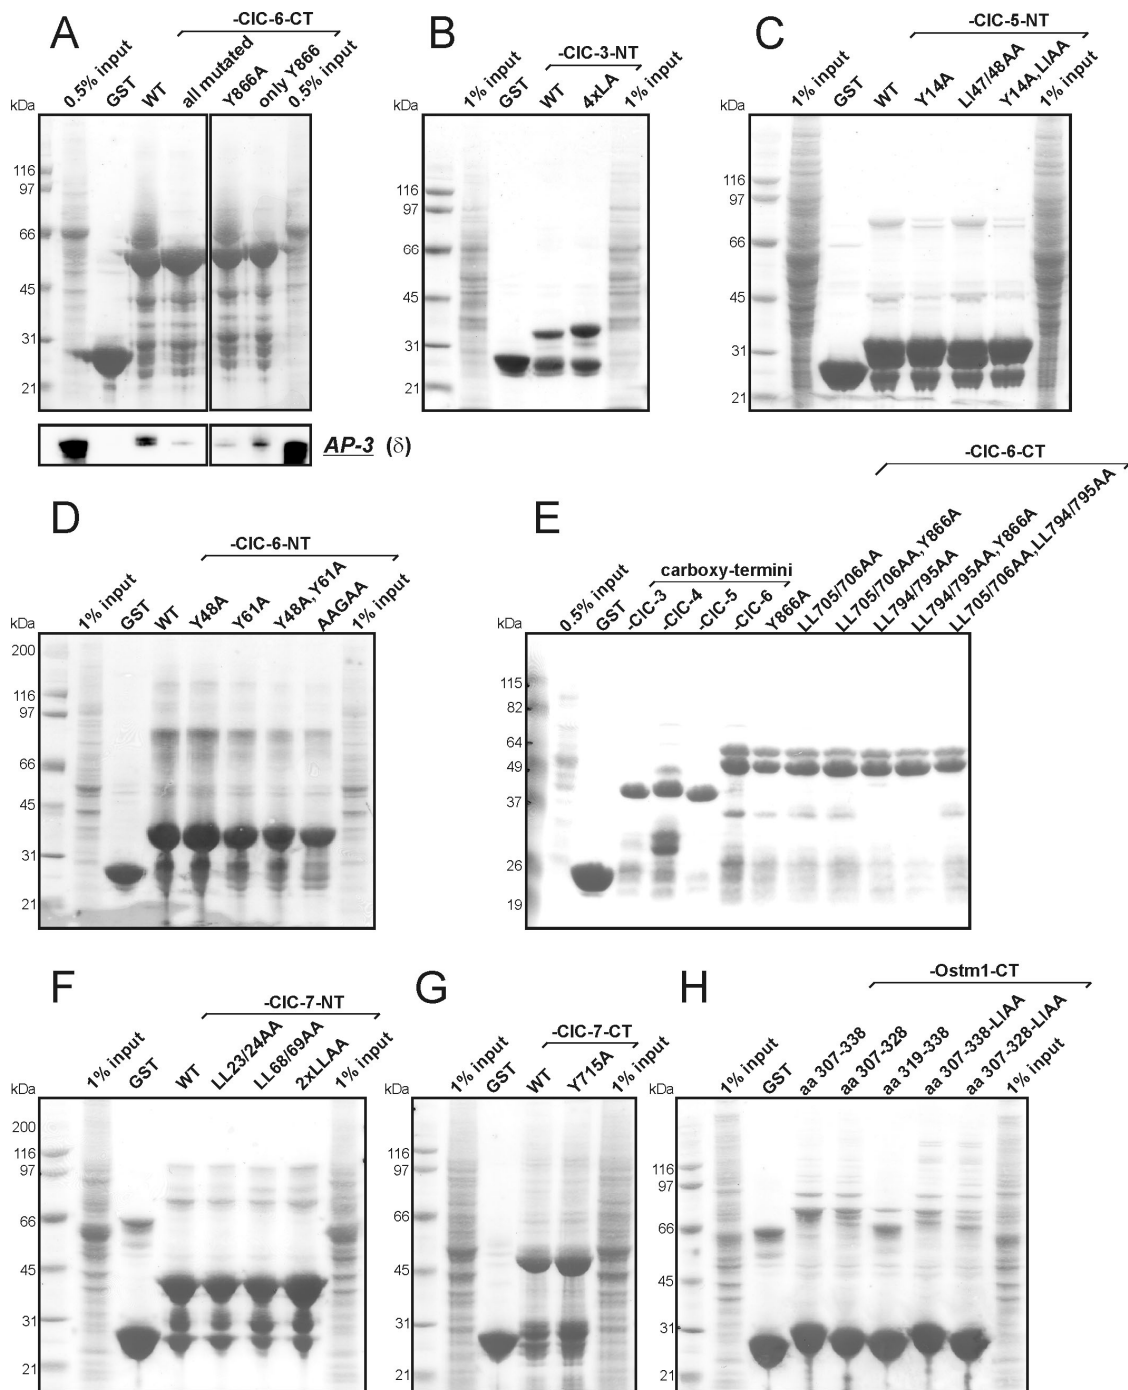 A
-ClC-6-CT
kDa
0.5% input
GST
WT
all mutated
Y866A
only Y866
0.5% input
116
97
66
45
31
21
AP-3 (δ)
B
-ClC-3-NT
kDa
1% input
GST
WT
4xLA
1% input
116
97
66
45
31
21
C
-ClC-5-NT
kDa
1% input
GST
WT
Y14A
LI47/48AA
Y14A,LIAA
1% input
116
97
66
45
31
21
D
-ClC-6-NT
kDa
1% input
GST
WT
Y48A
Y61A
Y48A,Y61A
AAGAA
1% input
200
116
97
66
45
31
21
E
-ClC-6-CT
carboxy-termini
kDa
0.5% input
GST
-ClC-3
-ClC-4
-ClC-5
-ClC-6
Y866A
LL705/706AA
LL705/706AA,Y866A
LL794/795AA
LL794/795AA,Y866A
LL705/706AA,LL794/795AA
115
82
64
49
37
26
19
F
-ClC-7-NT
kDa
1% input
GST
WT
LL23/24AA
LL68/69AA
2xLLAA
1% input
200
116
97
66
45
31
21
G
-ClC-7-CT
kDa
1% input
GST
WT
Y715A
1% input
116
97
66
45
31
21
H
-Ostm1-CT
kDa
1% input
GST
aa 307-338
aa 307-328
aa 319-338
aa 307-338-LIAA
aa 307-328-LIAA
1% input
116
97
66
45
31
21